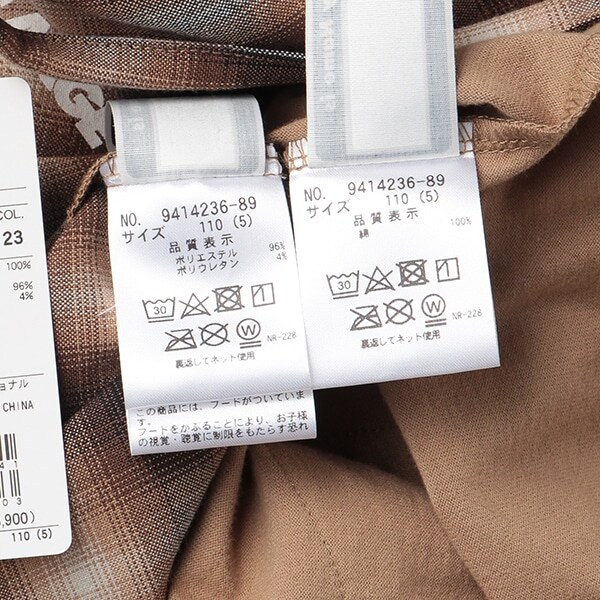 COL.
23
100%
96%
4%
ョナル
CHINA
41
03
,900)
110 (5)
NO. 9414236-89
サイズ 110 (5)
品質表示
ポリエステル 96%
ポリウレタン 4%
30
1
W
NR-228
裏返してネット使用
この商品には、フードがついていま
す。
フードをかぶることにより、お子様
の視覚・聴覚に制限をもたらす恐れ
NO. 9414236-89
サイズ 110 (5)
品質表示
綿 100%
30
1
W
NR-228
裏返してネット使用